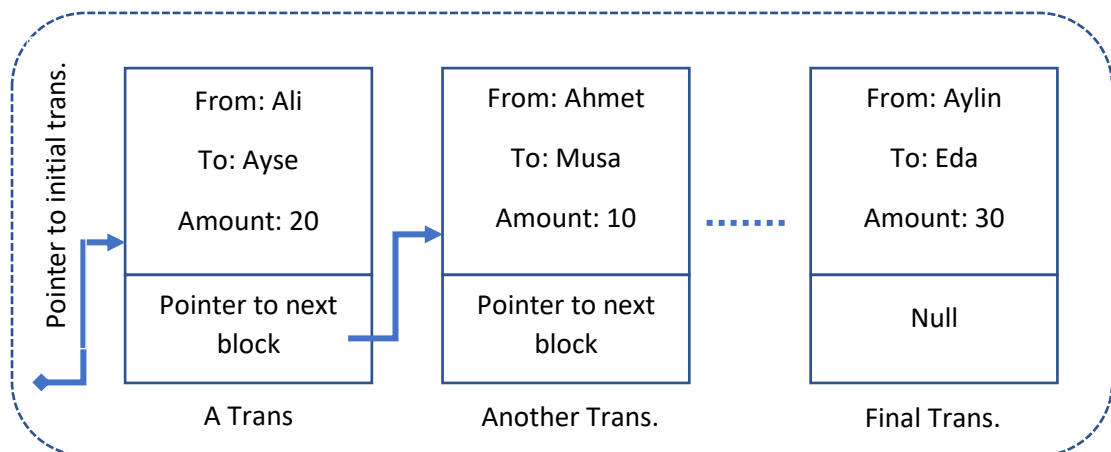 Pointer to initial trans.
From: Ali
To: Ayse
Amount: 20
Pointer to next
block
A Trans
From: Ahmet
To: Musa
Amount: 10
Pointer to next
block
Another Trans.
From: Aylin
To: Eda
Amount: 30
Null
Final Trans.